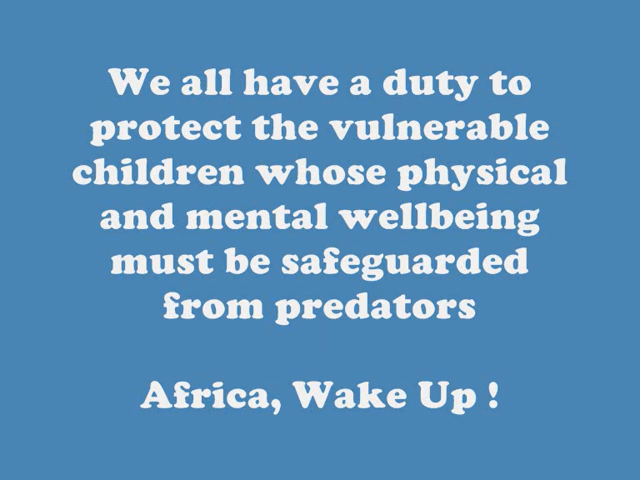 We all have a duty to
protect the vulnerable
children whose physical
and mental wellbeing
must be safeguarded
from predators
Africa, Wake Up !